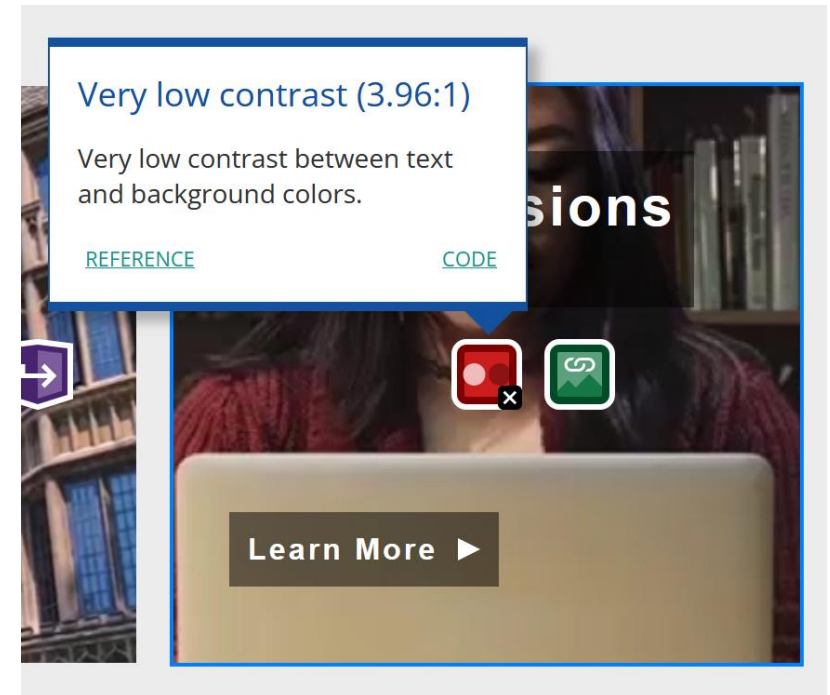 Very low contrast (3.96:1)
Very low contrast between text
and background colors.
REFERENCE CODE
sions
Learn More ▶